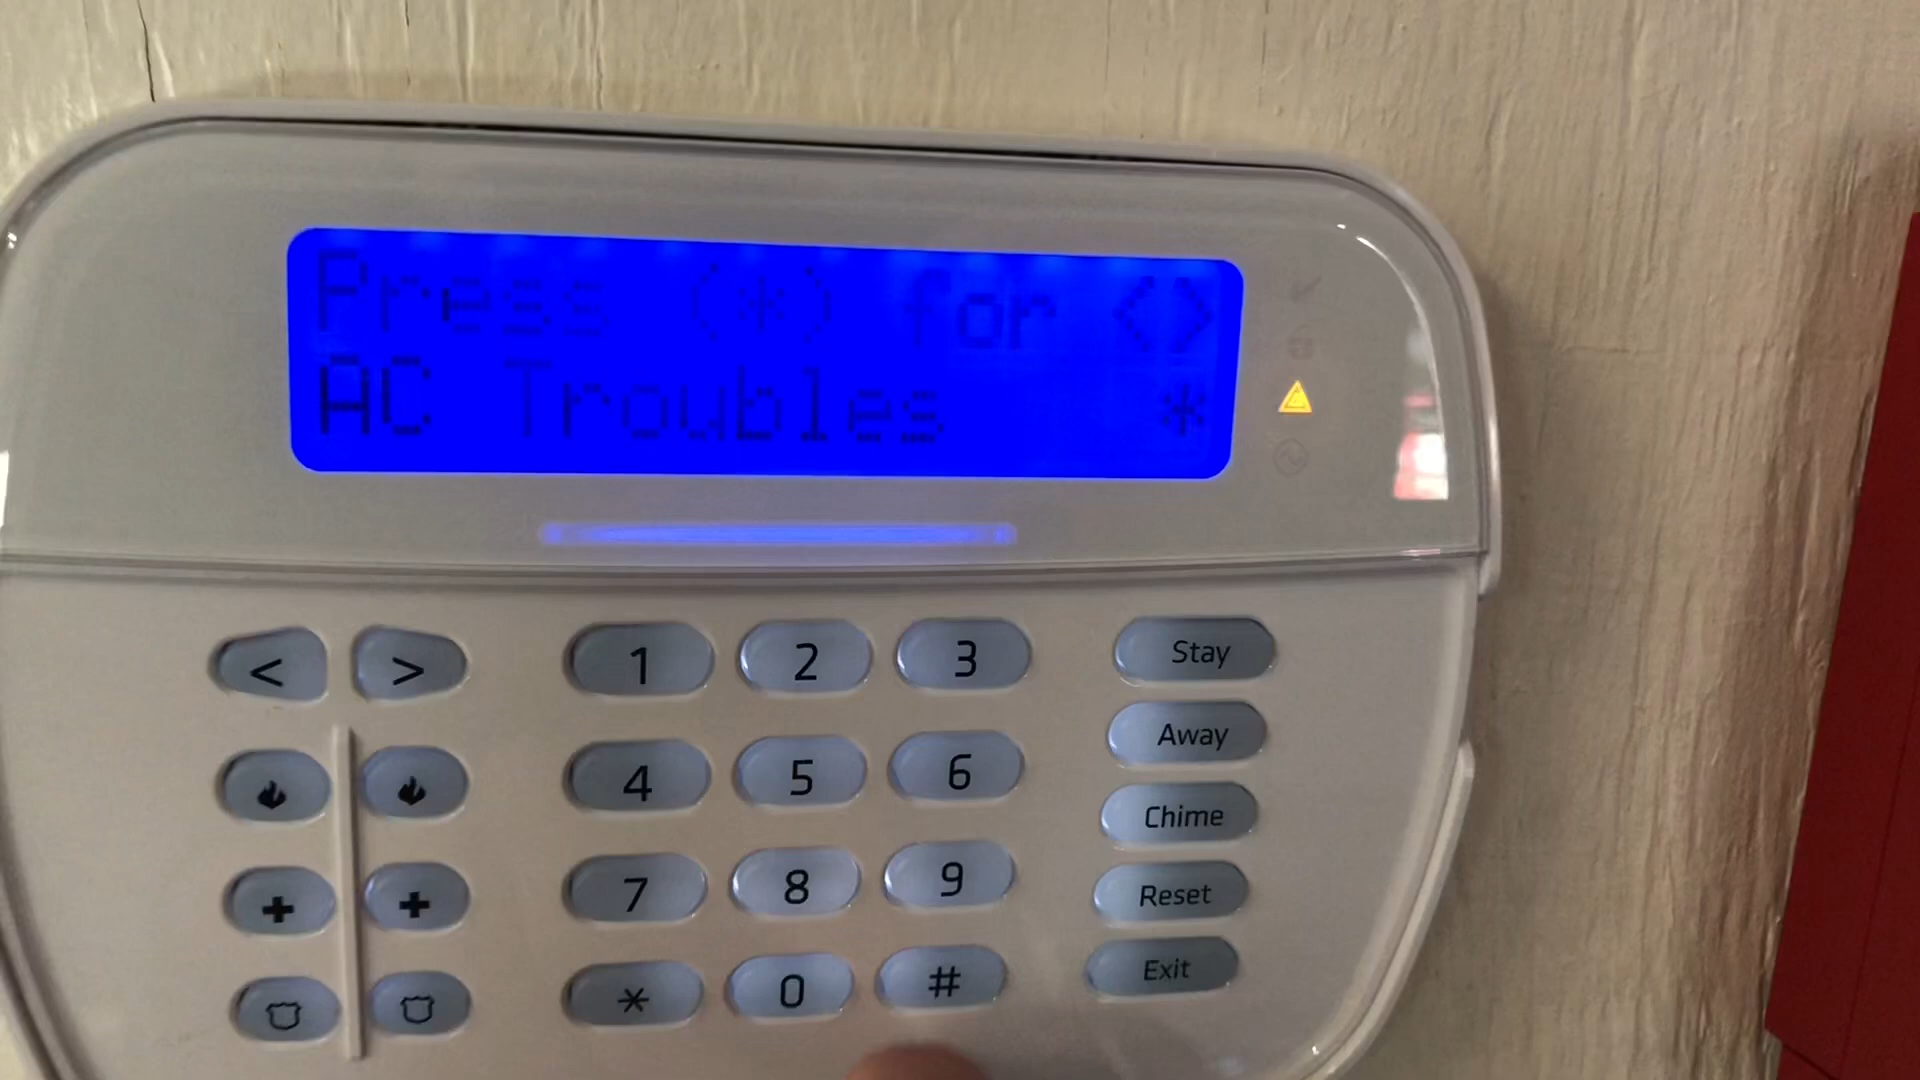 Press (*) for <>
AC Troubles *
< > 1 2 3 Stay
4 5 6 Away
Chime
7 8 9 Reset
* 0 # Exit